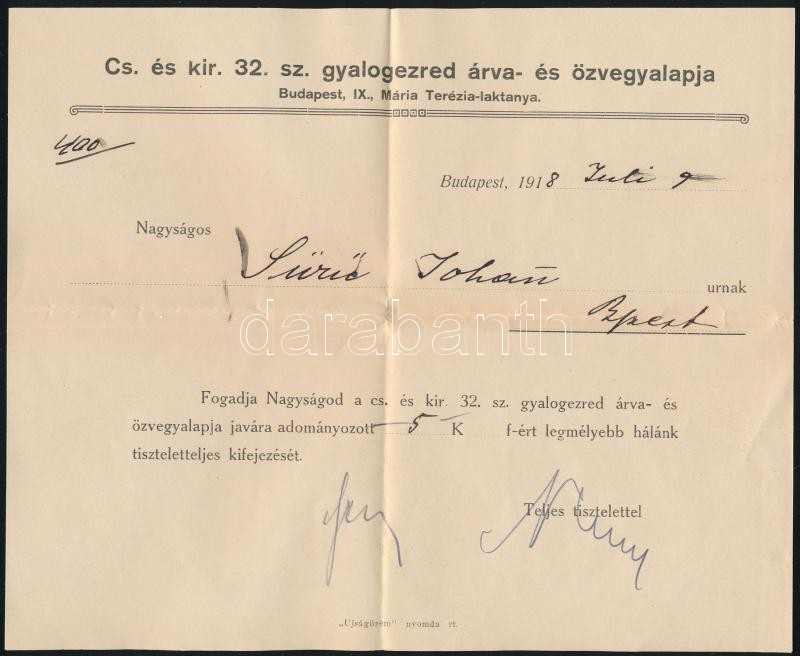 Cs. és kir. 32. sz. gyalogezred árva- és özvegyalapja
Budapest, IX., Mária Terézia-laktanya.
400
Budapest, 1918 Juli 9
Nagyságos
Johan̄ urnak
Bpest
darabanth
Fogadja Nagyságod a cs. és kir. 32. sz. gyalogezred árva- és
özvegyalapja javára adományozott 5 K f-ért legmélyebb hálánk
tiszteletteljes kifejezését.
Teljes tisztelettel
„Ujságüzem" nyomda rt.